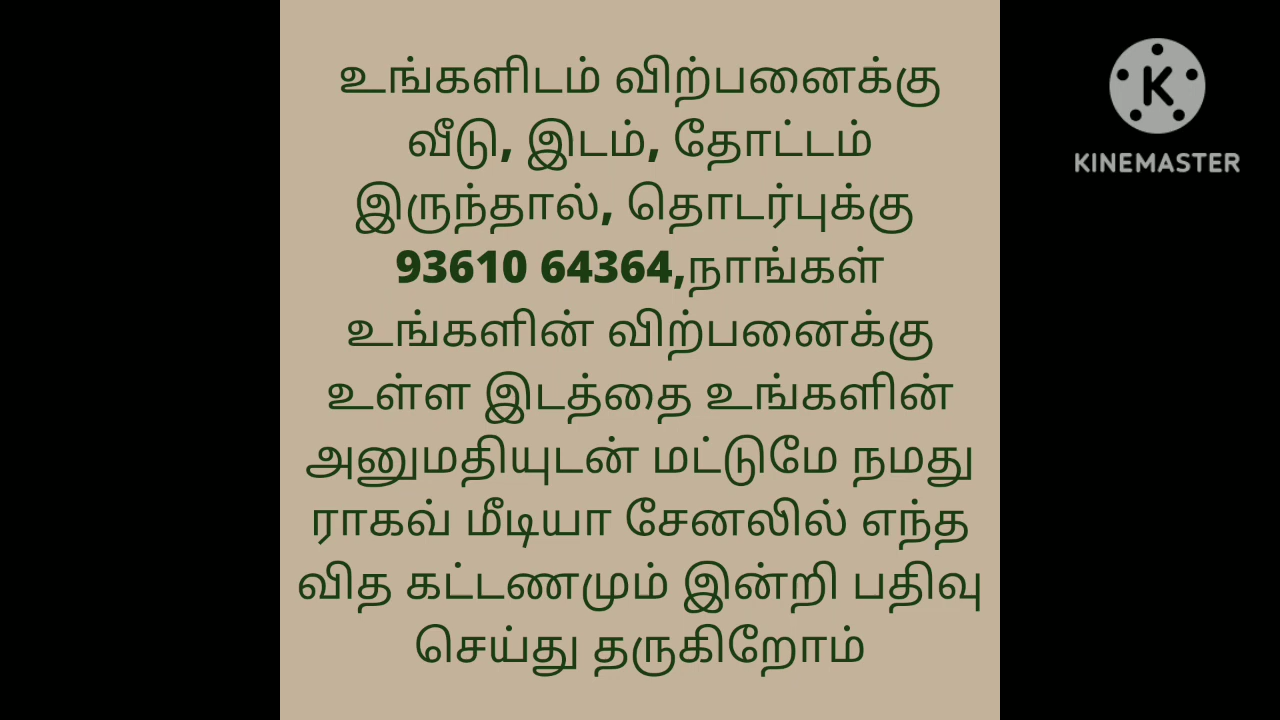 உங்களிடம் விற்பனைக்கு
வீடு, இடம், தோட்டம்
இருந்தால், தொடர்புக்கு
93610 64364,நாங்கள்
உங்களின் விற்பனைக்கு
உள்ள இடத்தை உங்களின்
அனுமதியுடன் மட்டுமே நமது
ராகவ் மீடியா சேனலில் எந்த
வித கட்டணமும் இன்றி பதிவு
செய்து தருகிறோம்
K
KINEMASTER